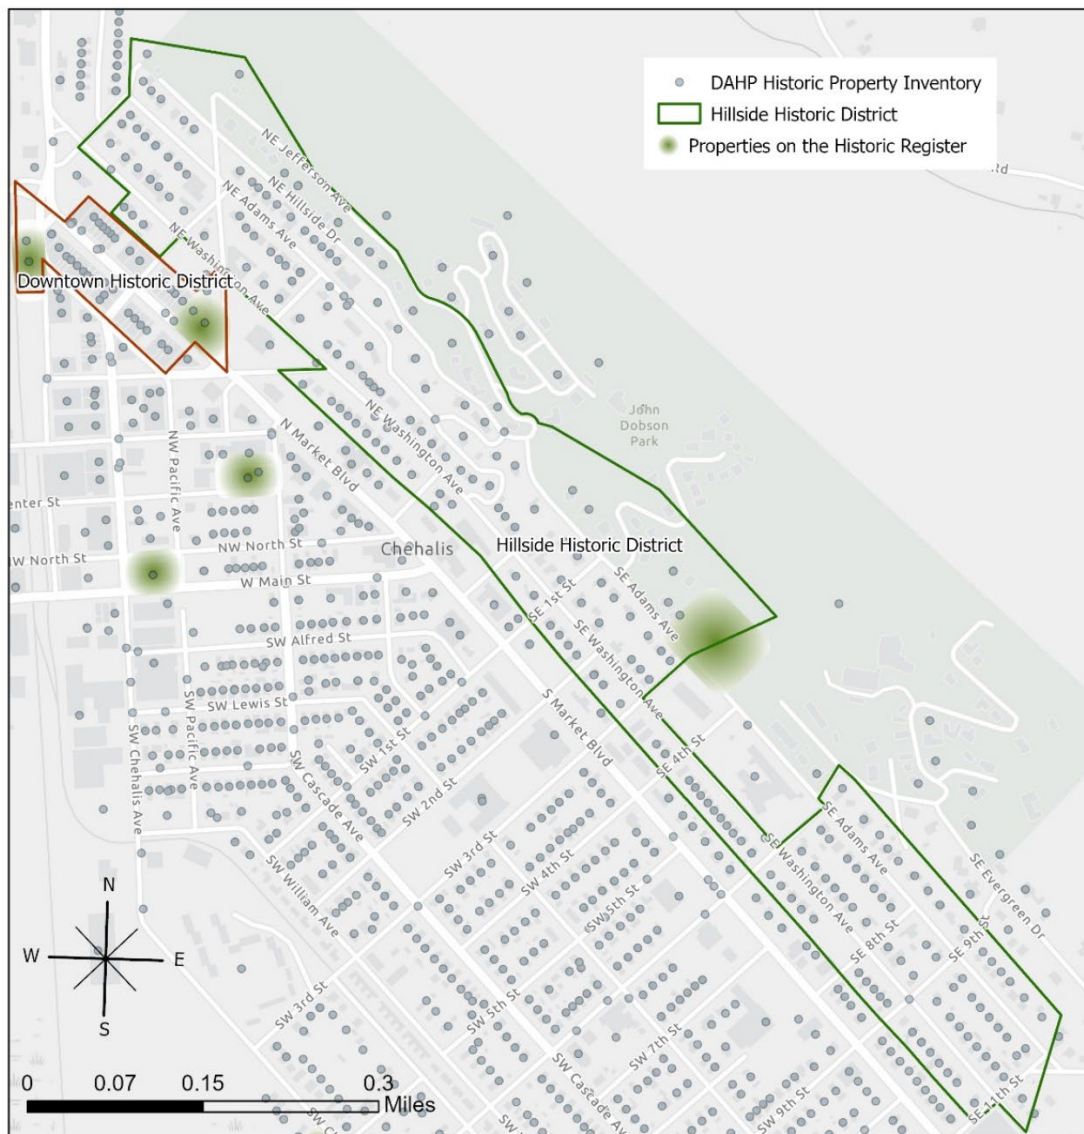 DAHP Historic Property Inventory
Hillside Historic District
Properties on the Historic Register
Rd
NE Jefferson Ave
NE Hillside Dr
NE Adams Ave
NE Washington Ave
Downtown Historic District
John
Dobson
Park
NE Washington Ave
N Market Blvd
NW Pacific Ave
enter St
Chehalis
Hillside Historic District
NW North St
NW North St
W Main St
SE 1st St
SE Adams Ave
SE Washington Ave
SW Alfred St
SW Lewis St
SW Pacific Ave
SW Chehalis Ave
SW 1st St
SW 2nd St
S Market Blvd
SE 4th St
SW Cascade Ave
SW William Ave
SW 3rd St
SW 4th St
SW 5th St
SE Washington Ave
SE Adams Ave
SE Evergreen Dr
SE 8th St
SE 9th St
N
W E
S
SW 3rd St
SW 5th St
SW 7th St
SW Cascade Ave
SW 9th St
SE 11th St
SW Ch
0 0.07 0.15 0.3
Miles